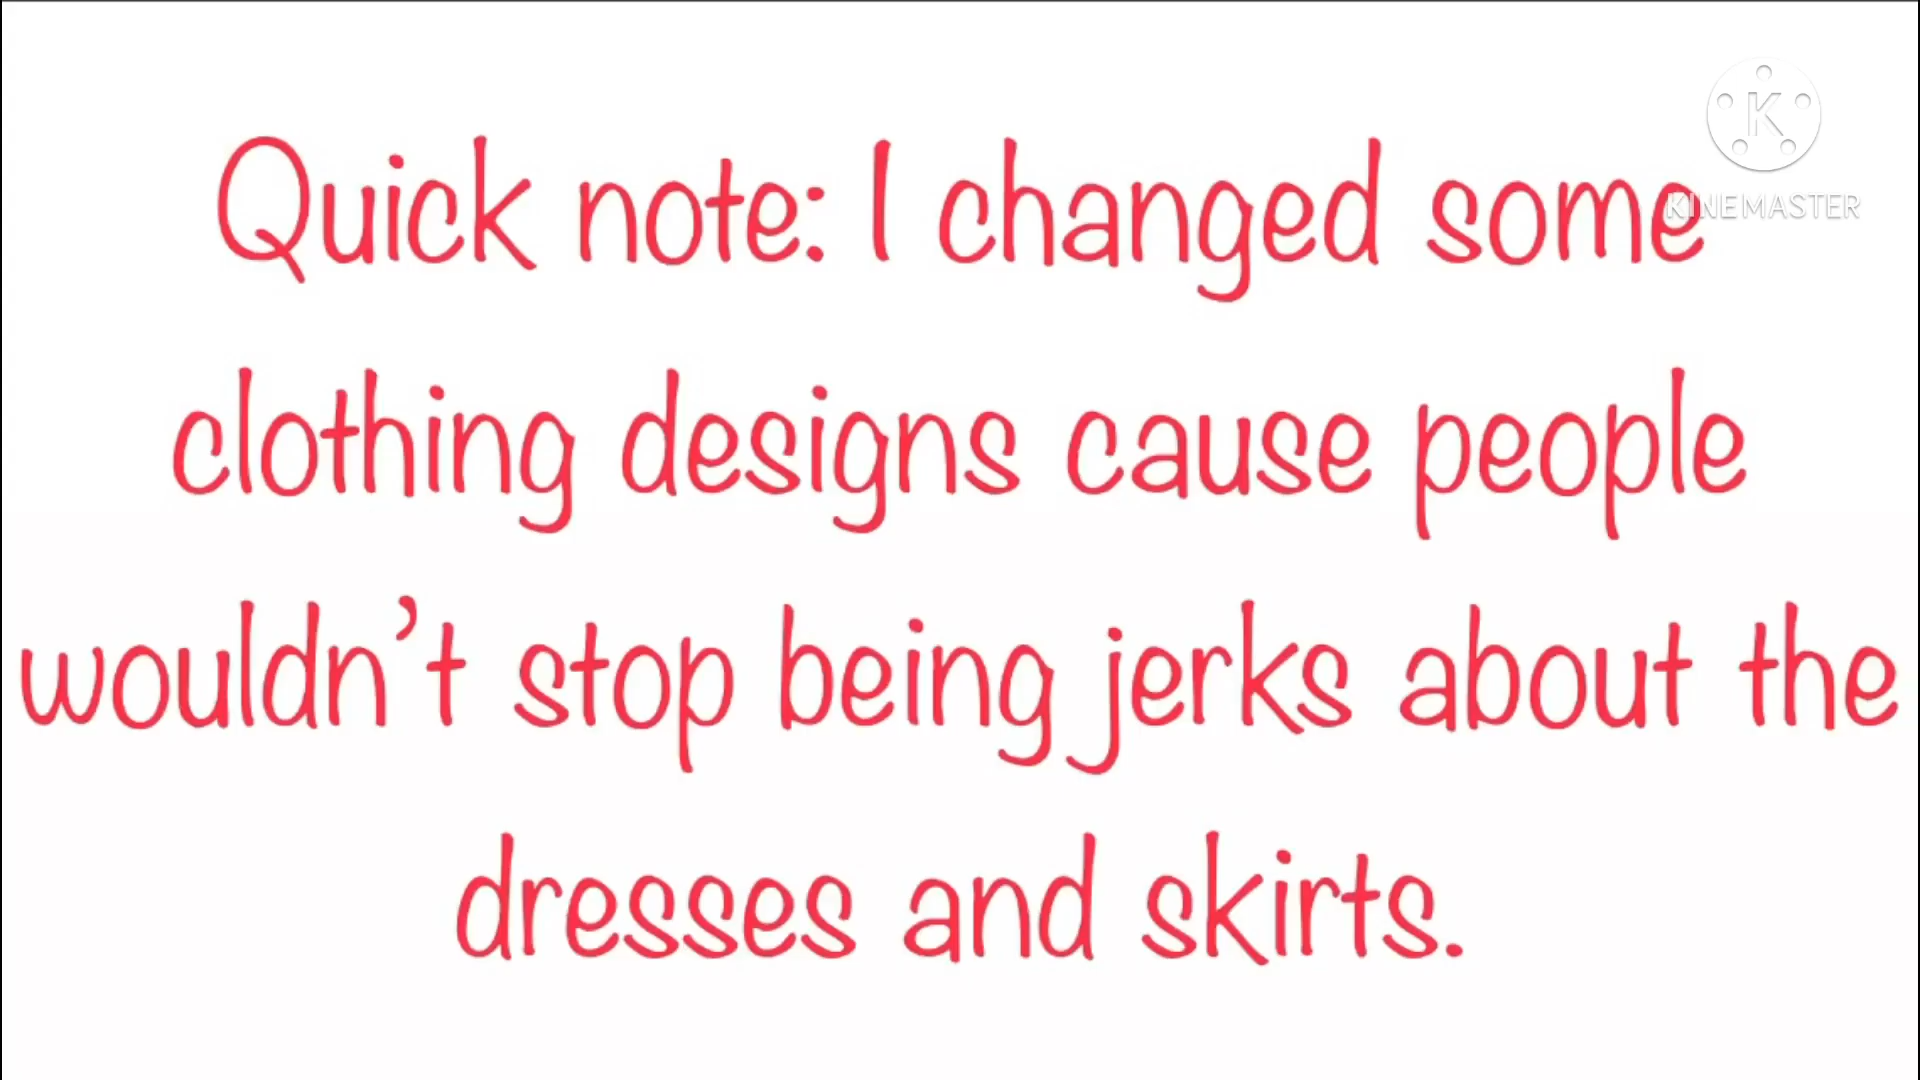 Quick note: I changed some
KINEMASTER
clothing designs cause people
wouldn’t stop being jerks about the
dresses and skirts.